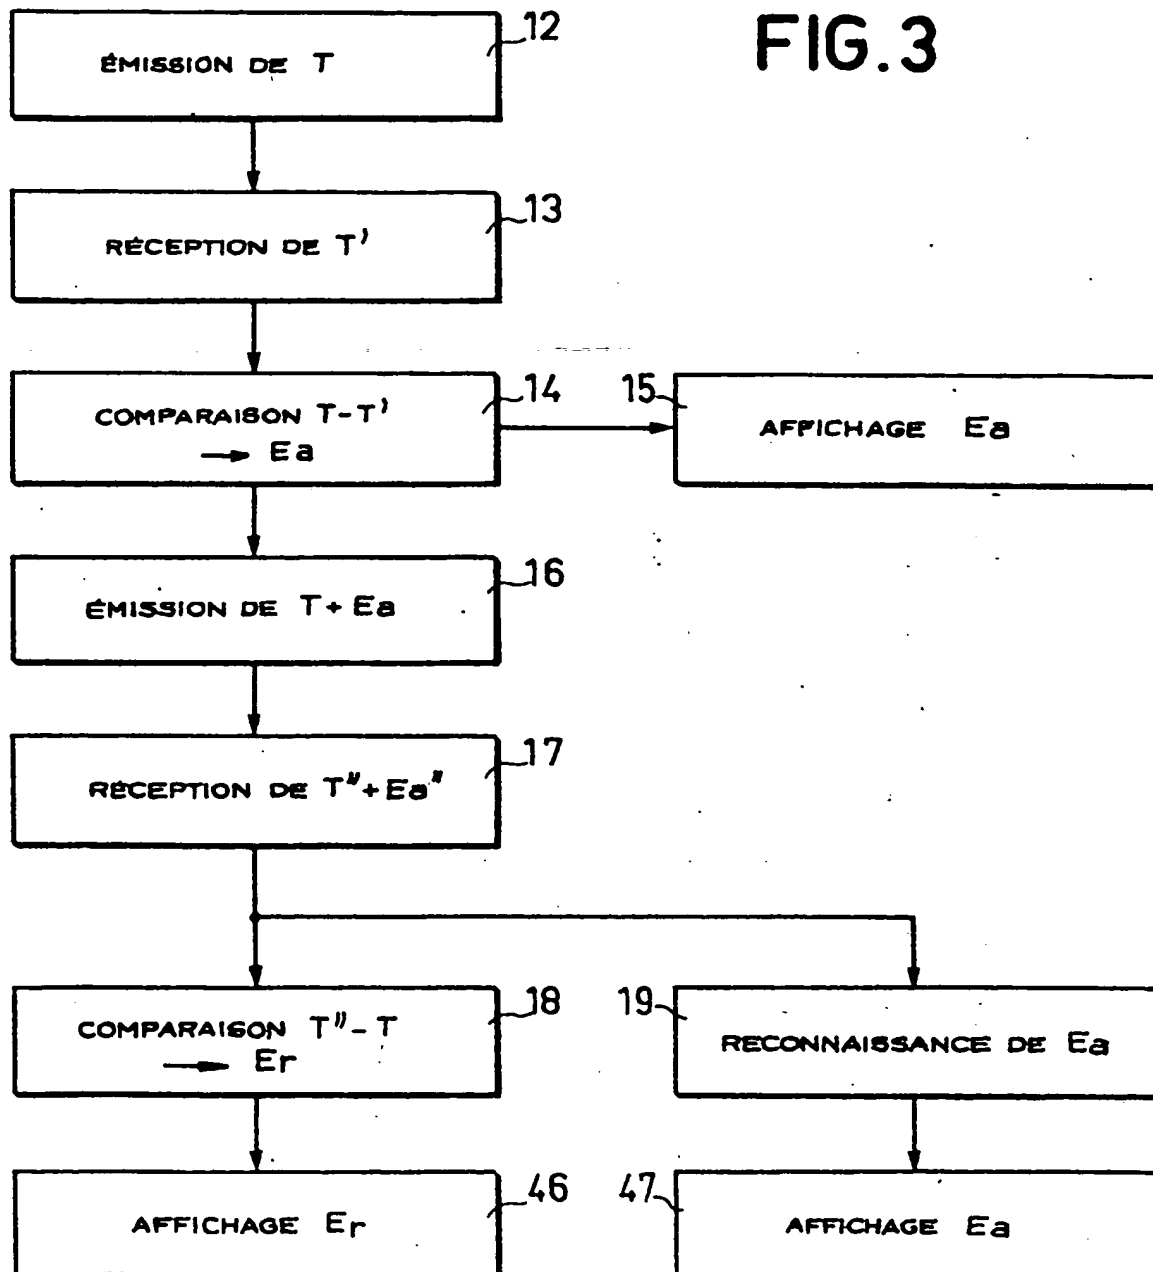 FIG.3
12
ÉMISSION DE T
13
RÉCEPTION DE T'
14
COMPARAISON T-T'
→ Ea
15
AFFICHAGE Ea
16
ÉMISSION DE T + Ea
17
RÉCEPTION DE T"+Ea"
18
COMPARAISON T"-T
→ Er
19
RECONNAISSANCE DE Ea
46
AFFICHAGE Er
47
AFFICHAGE Ea